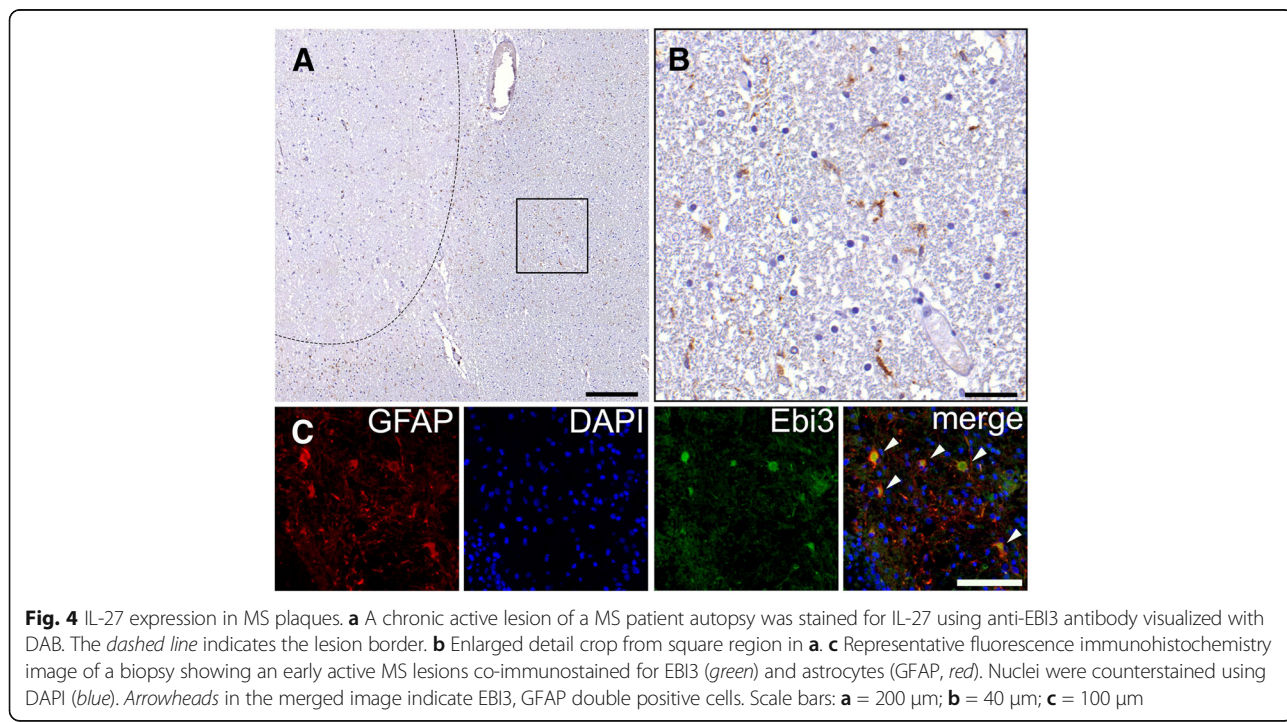 A
B
C
GFAP
DAPI
Ebi3
merge
Fig. 4 IL-27 expression in MS plaques. a A chronic active lesion of a MS patient autopsy was stained for IL-27 using anti-EBI3 antibody visualized with
DAB. The dashed line indicates the lesion border. b Enlarged detail crop from square region in a. c Representative fluorescence immunohistochemistry
image of a biopsy showing an early active MS lesions co-immunostained for EBI3 (green) and astrocytes (GFAP, red). Nuclei were counterstained using
DAPI (blue). Arrowheads in the merged image indicate EBI3, GFAP double positive cells. Scale bars: a = 200 μm; b = 40 μm; c = 100 μm